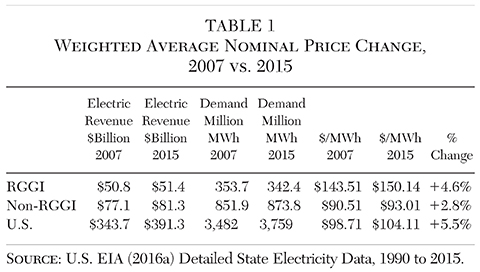 TABLE 1
WEIGHTED AVERAGE NOMINAL PRICE CHANGE,
2007 vs. 2015
Electric Electric Demand Demand
Revenue Revenue Million Million
$Billion $Billion MWh MWh $/MWh $/MWh %
2007 2015 2007 2015 2007 2015 Change
RGGI $50.8 $51.4 353.7 342.4 $143.51 $150.14 +4.6%
Non-RGGI $77.1 $81.3 851.9 873.8 $90.51 $93.01 +2.8%
U.S. $343.7 $391.3 3,482 3,759 $98.71 $104.11 +5.5%
SOURCE: U.S. EIA (2016a) Detailed State Electricity Data, 1990 to 2015.